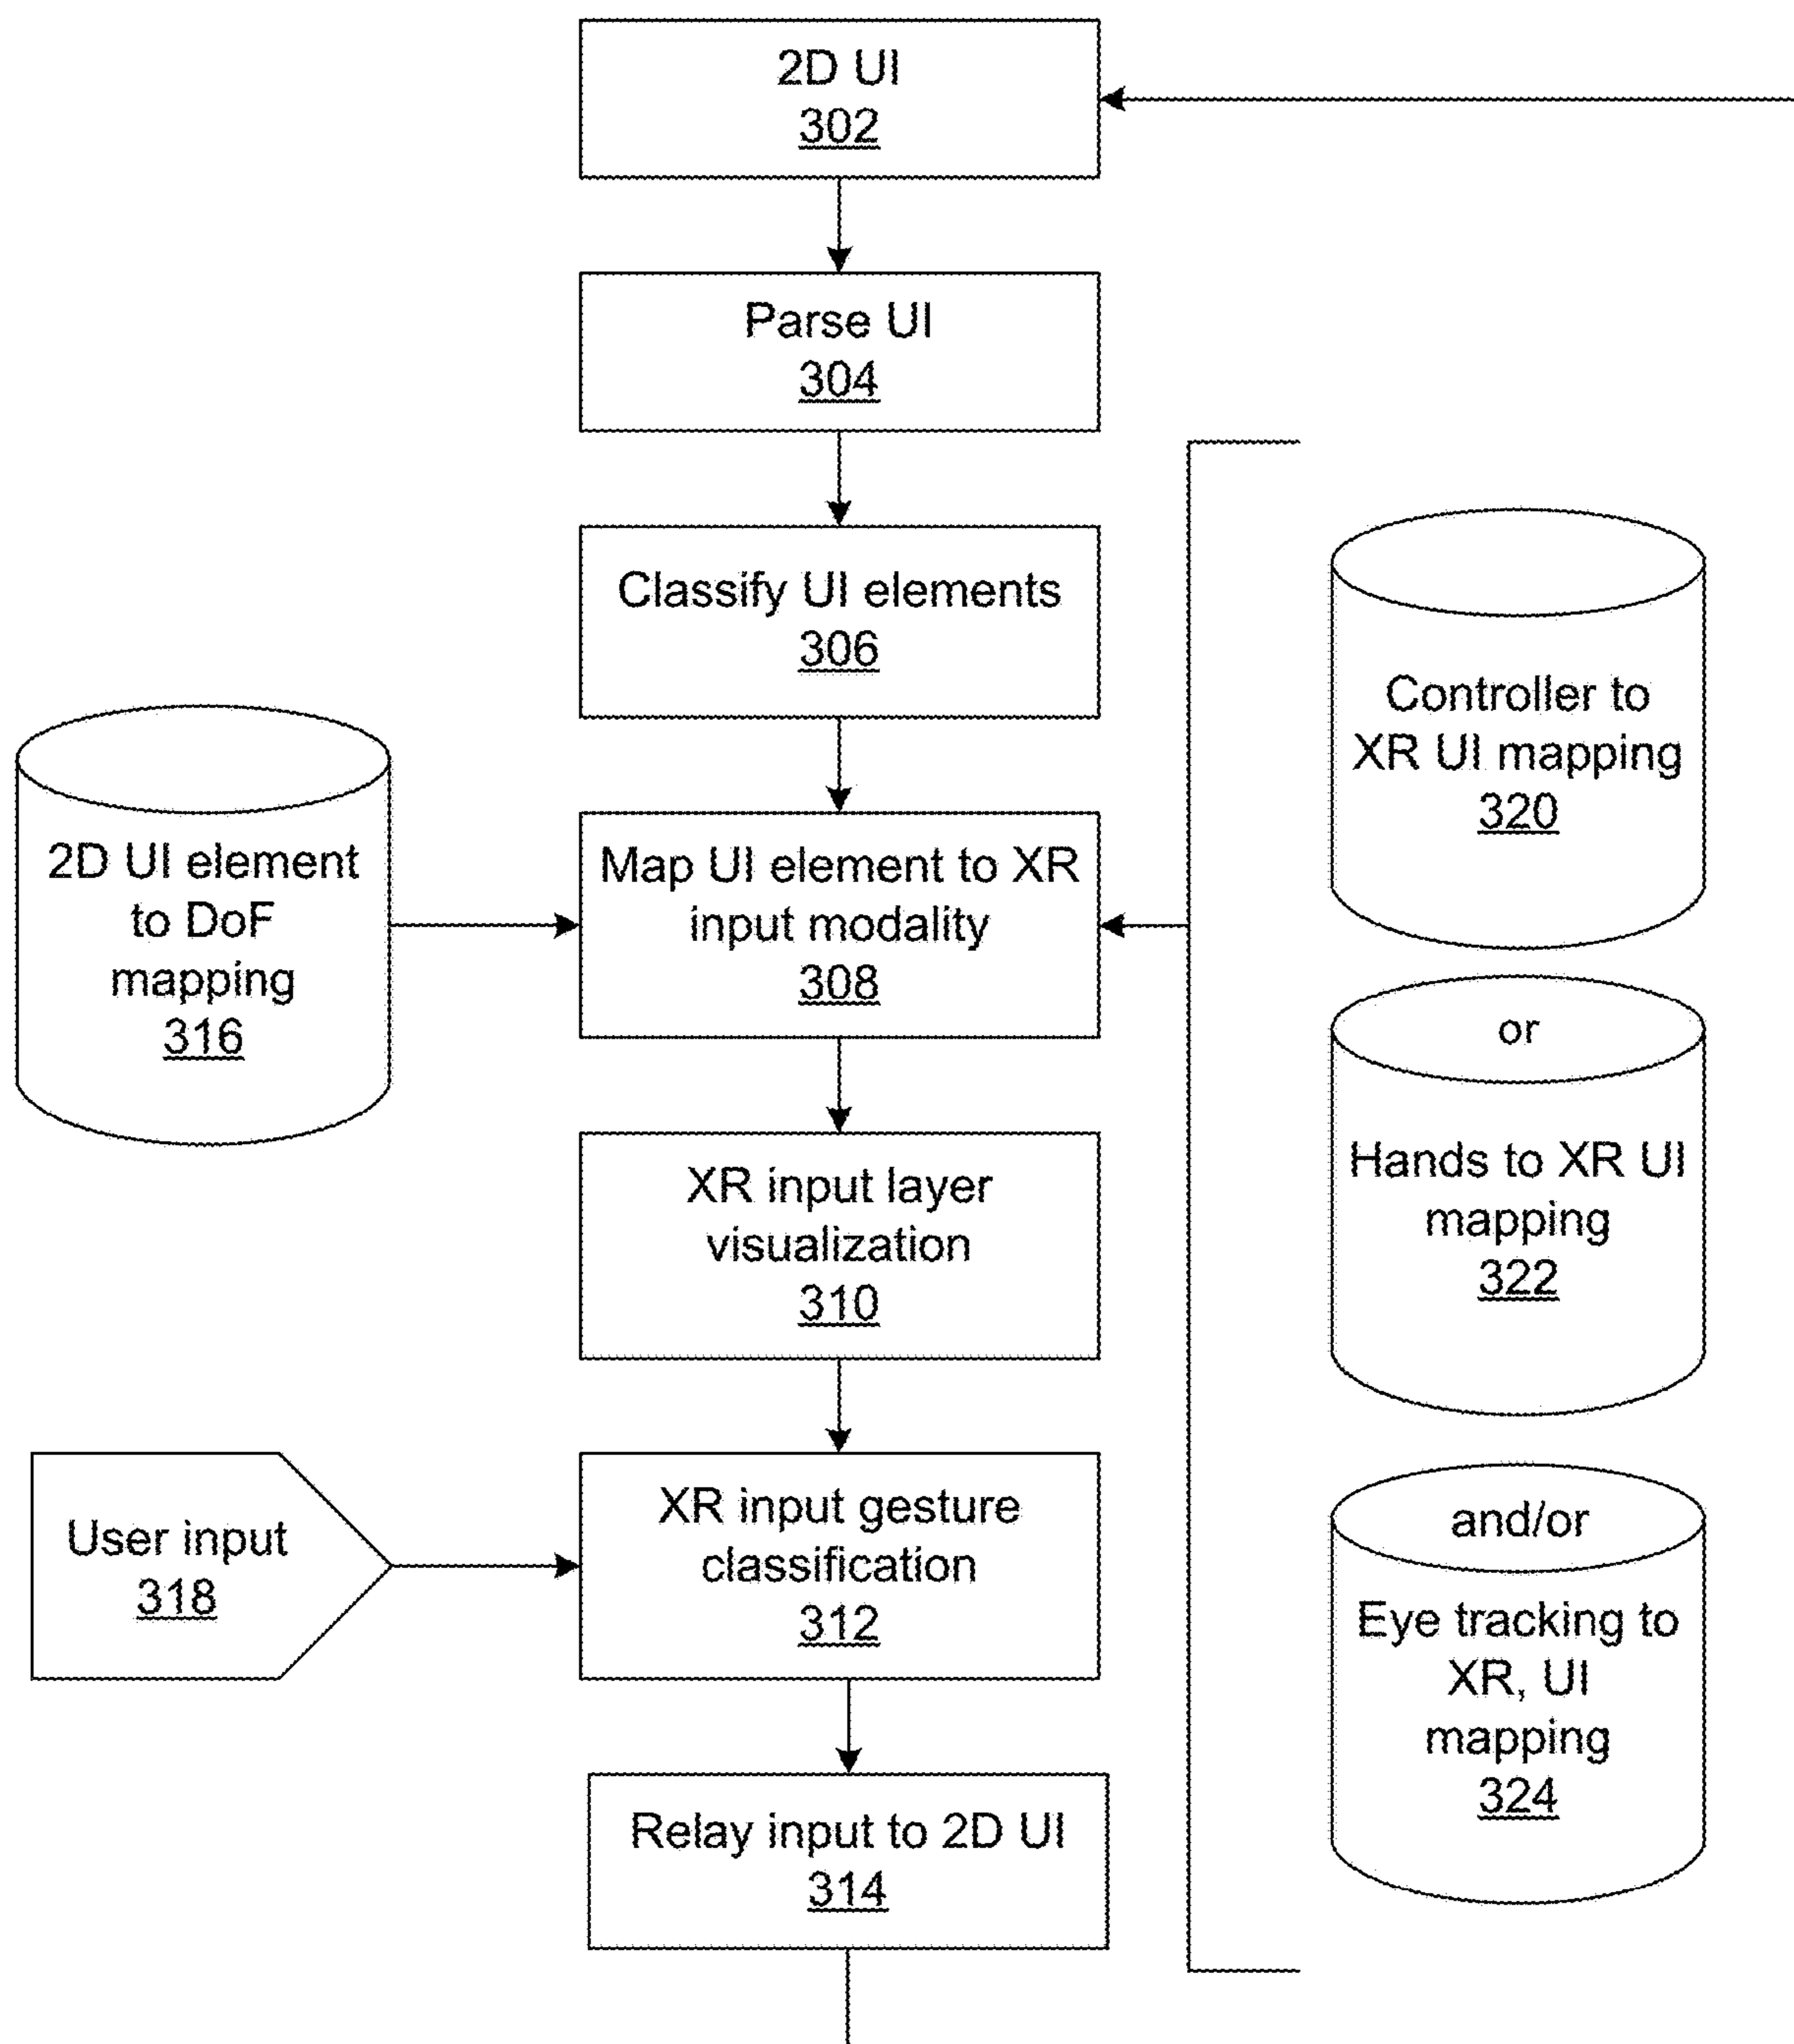 2D UI
302
Parse UI
304
Classify UI elements
306
2D UI element
to DoF
mapping
316
Map UI element to XR
input modality
308
XR input layer
visualization
310
User input
318
XR input gesture
classification
312
Relay input to 2D UI
314
Controller to
XR UI mapping
320
or
Hands to XR UI
mapping
322
and/or
Eye tracking to
XR, UI
mapping
324